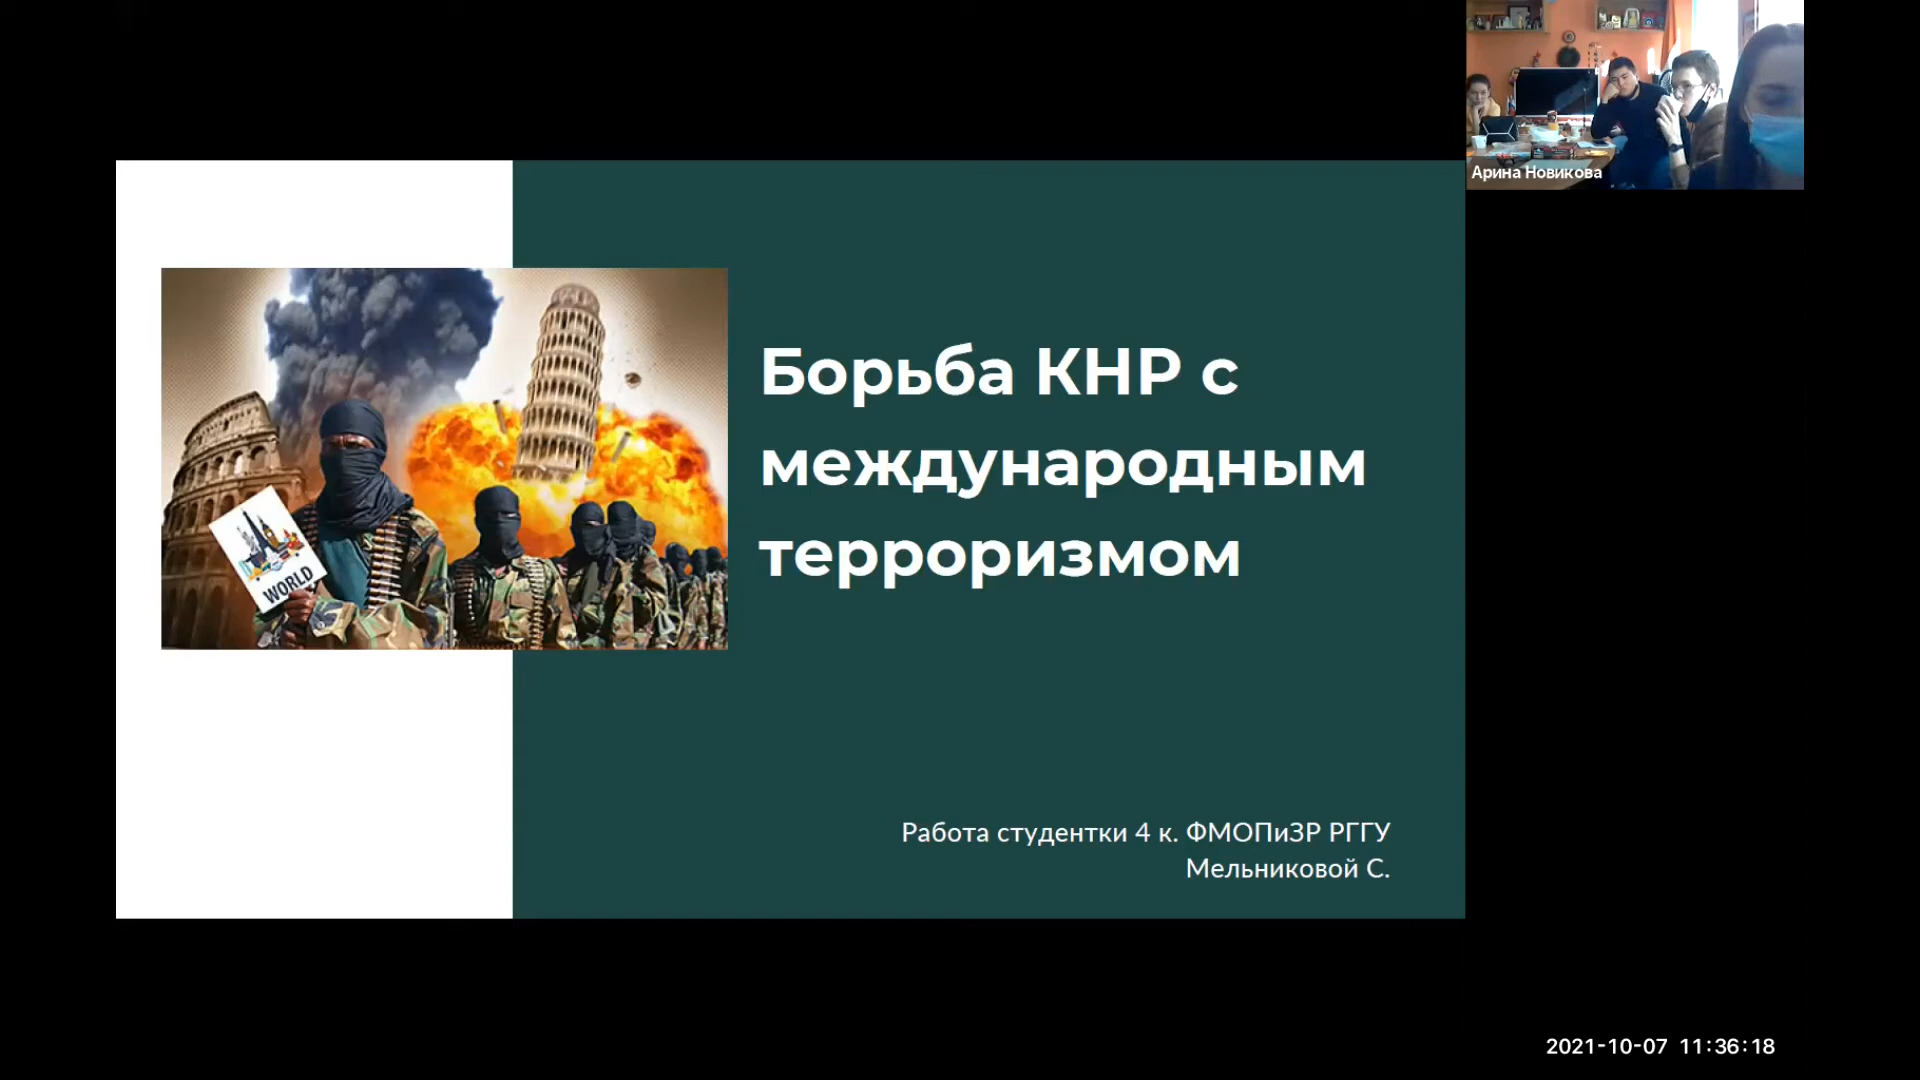 Арина Новикова
WORLD
Борьба КНР с
международным
терроризмом
Работа студентки 4 к. ФМОПиЗР РГГУ
Мельниковой С.
2021-10-07 11:36:18